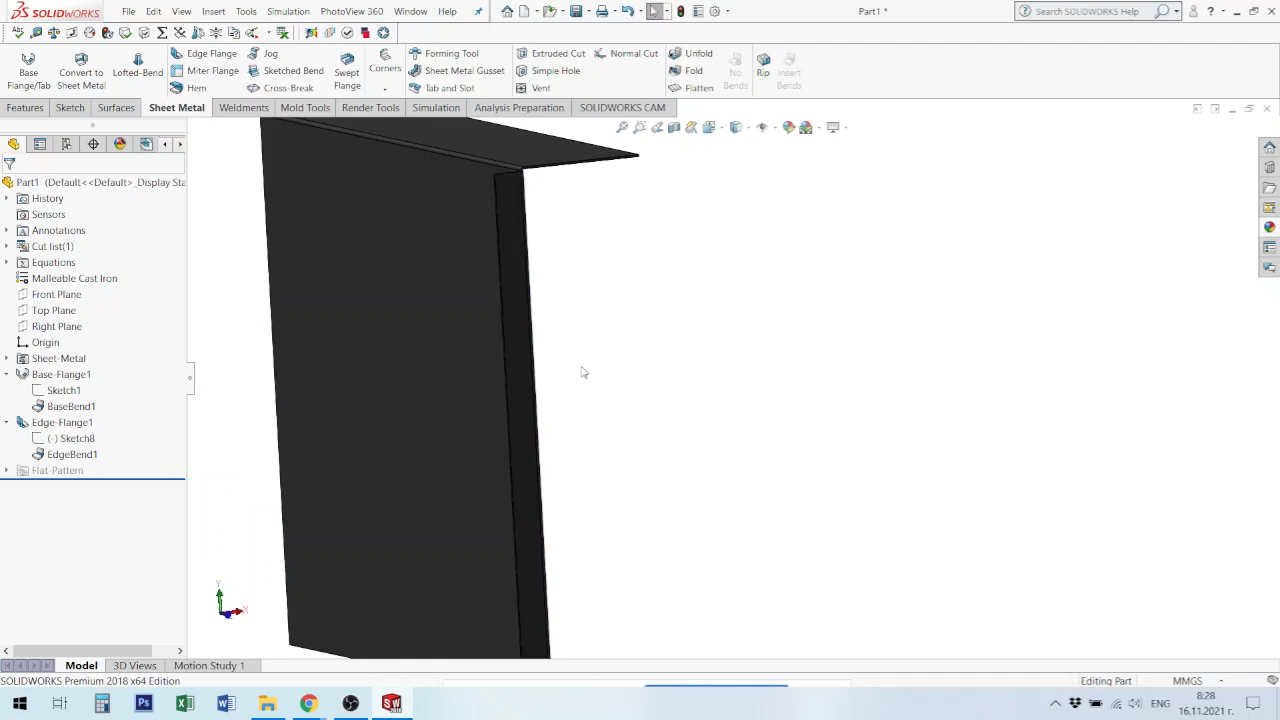 SOLIDWORKS File Edit View Insert Tools Simulation PhotoView 360 Window Help Part1 * Search SOLIDWORKS Help
Base Flange/Tab
Convert to Sheet Metal
Lofted-Bend
Edge Flange
Miter Flange
Hem
Jog
Sketched Bend
Cross-Break
Swept Flange
Corners
Forming Tool
Sheet Metal Gusset
Tab and Slot
Extruded Cut
Simple Hole
Vent
Normal Cut
Unfold
Fold
Flatten
No Bends
Rip
Insert Bends
Features Sketch Surfaces Sheet Metal Weldments Mold Tools Render Tools Simulation Analysis Preparation SOLIDWORKS CAM
Part1 (Default<<Default>_Display Sta
History
Sensors
Annotations
Cut list(1)
Equations
Malleable Cast Iron
Front Plane
Top Plane
Right Plane
Origin
Sheet-Metal
Base-Flange1
Sketch1
BaseBend1
Edge-Flange1
(-) Sketch8
EdgeBend1
Flat-Pattern
Y
X
Model 3D Views Motion Study 1
SOLIDWORKS Premium 2018 x64 Edition Editing Part MMGS
ENG 8:28
16.11.2021 г.